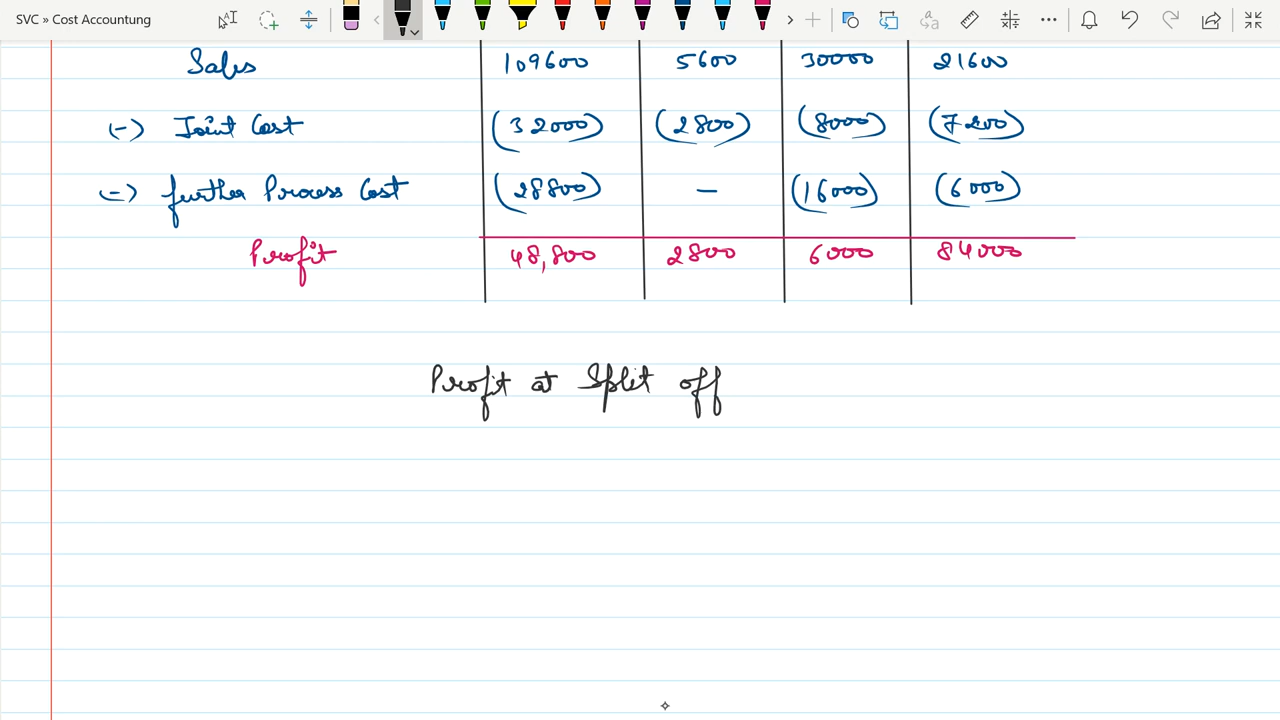 SVC » Cost Accountung
Sales 109600 5600 30000 21600
(-) Joint Cost (32000) (2800) (8000) (7200)
(-) further Process Cost (28800) - (16000) (6000)
Profit 48,800 2800 6000 84000
Profit at Split off